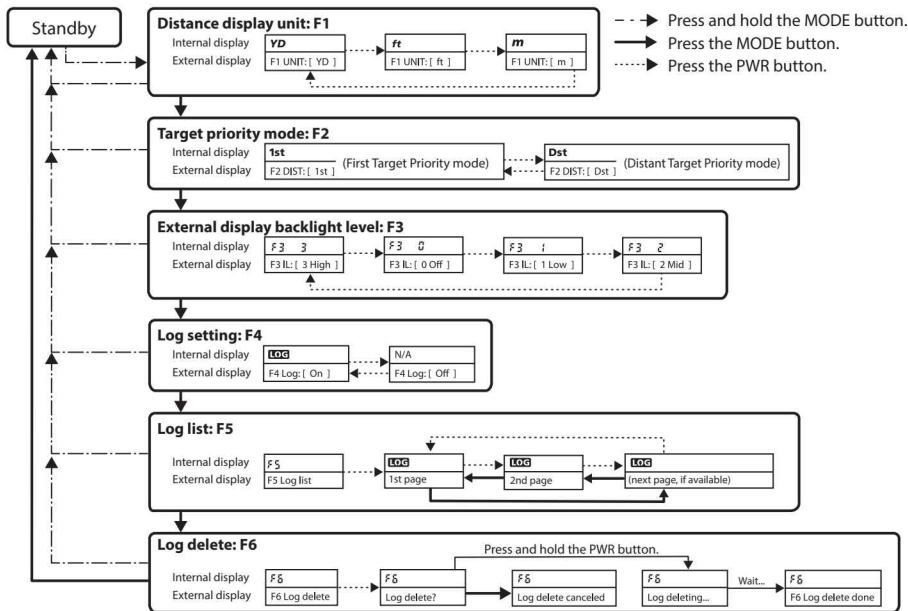 Standby
Press and hold the MODE button.
Press the MODE button.
Press the PWR button.
Distance display unit: F1
Internal display YD ft m
External display F1 UNIT: [ YD ] F1 UNIT: [ ft ] F1 UNIT: [ m ]
Target priority mode: F2
Internal display 1st Dst
(First Target Priority mode) (Distant Target Priority mode)
External display F2 DIST: [ 1st ] F2 DIST: [ Dst ]
External display backlight level: F3
Internal display F3 3 F3 0 F3 1 F3 2
External display F3 IL: [ 3 High ] F3 IL: [ 0 Off ] F3 IL: [ 1 Low ] F3 IL: [ 2 Mid ]
Log setting: F4
Internal display LOG N/A
External display F4 Log: [ On ] F4 Log: [ Off ]
Log list: F5
Internal display F5 LOG LOG LOG
External display F5 Log list 1st page 2nd page (next page, if available)
Log delete: F6
Press and hold the PWR button.
Internal display F6 F6 F6 F6 Wait... F6
External display F6 Log delete Log delete? Log delete canceled Log deleting... F6 Log delete done